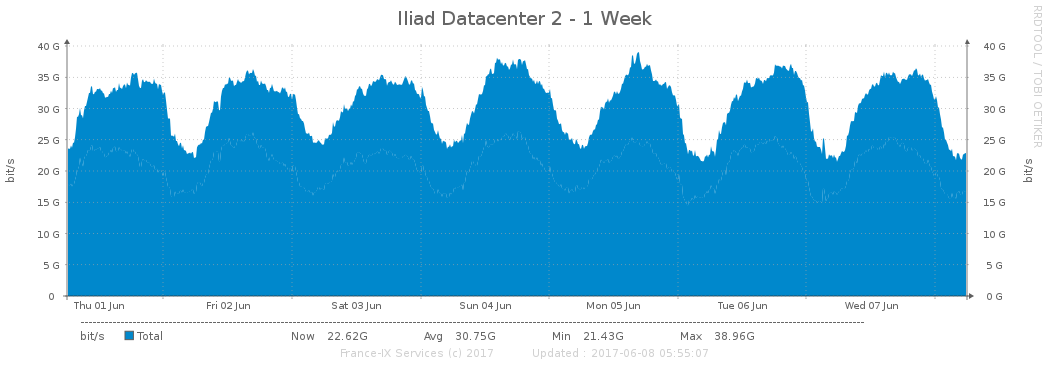 Iliad Datacenter 2 - 1 Week
RRDTOOL / TOBI OETIKER
40 G 40 G
35 G 35 G
30 G 30 G
25 G 25 G
20 G 20 G
15 G 15 G
10 G 10 G
5 G 5 G
0 0 G
bit/s bit/s
Thu 01 Jun Fri 02 Jun Sat 03 Jun Sun 04 Jun Mon 05 Jun Tue 06 Jun Wed 07 Jun
bit/s Total Now 22.62G Avg 30.75G Min 21.43G Max 38.96G
France-IX Services (c) 2017 Updated : 2017-06-08 05:55:07